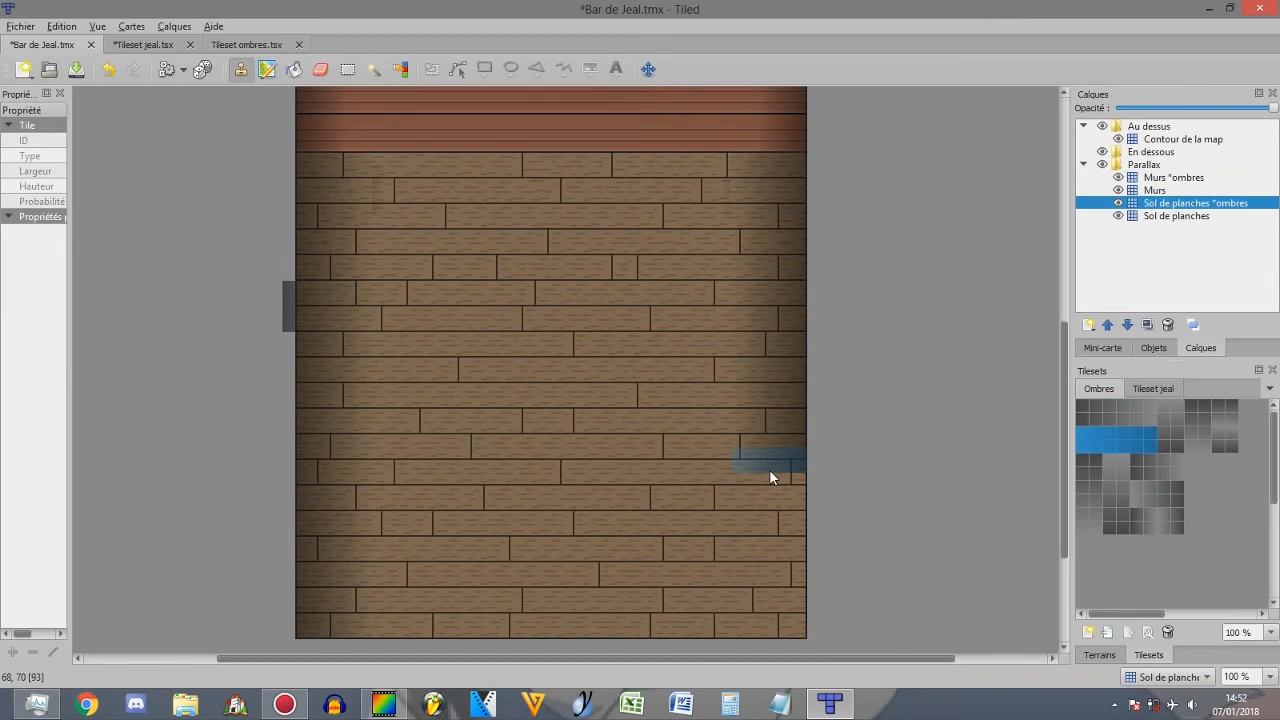 *Bar de Jeal.tmx - Tiled
Fichier Edition Vue Cartes Calques Aide
*Bar de Jeal.tmx *Tileset jeal.tsx Tileset ombres.tsx
Proprié...
Propriété
Tile
ID
Type
Largeur
Hauteur
Probabilité
Propriétés p
Calques
Opacité :
Au dessus
Contour de la map
En dessous
Parallax
Murs *ombres
Murs
Sol de planches *ombres
Sol de planches
Mini-carte Objets Calques
Tilesets
Ombres Tileset jeal
100 %
Terrains Tilesets
68, 70 [93]
Sol de planche
100 %
14:52
07/01/2018